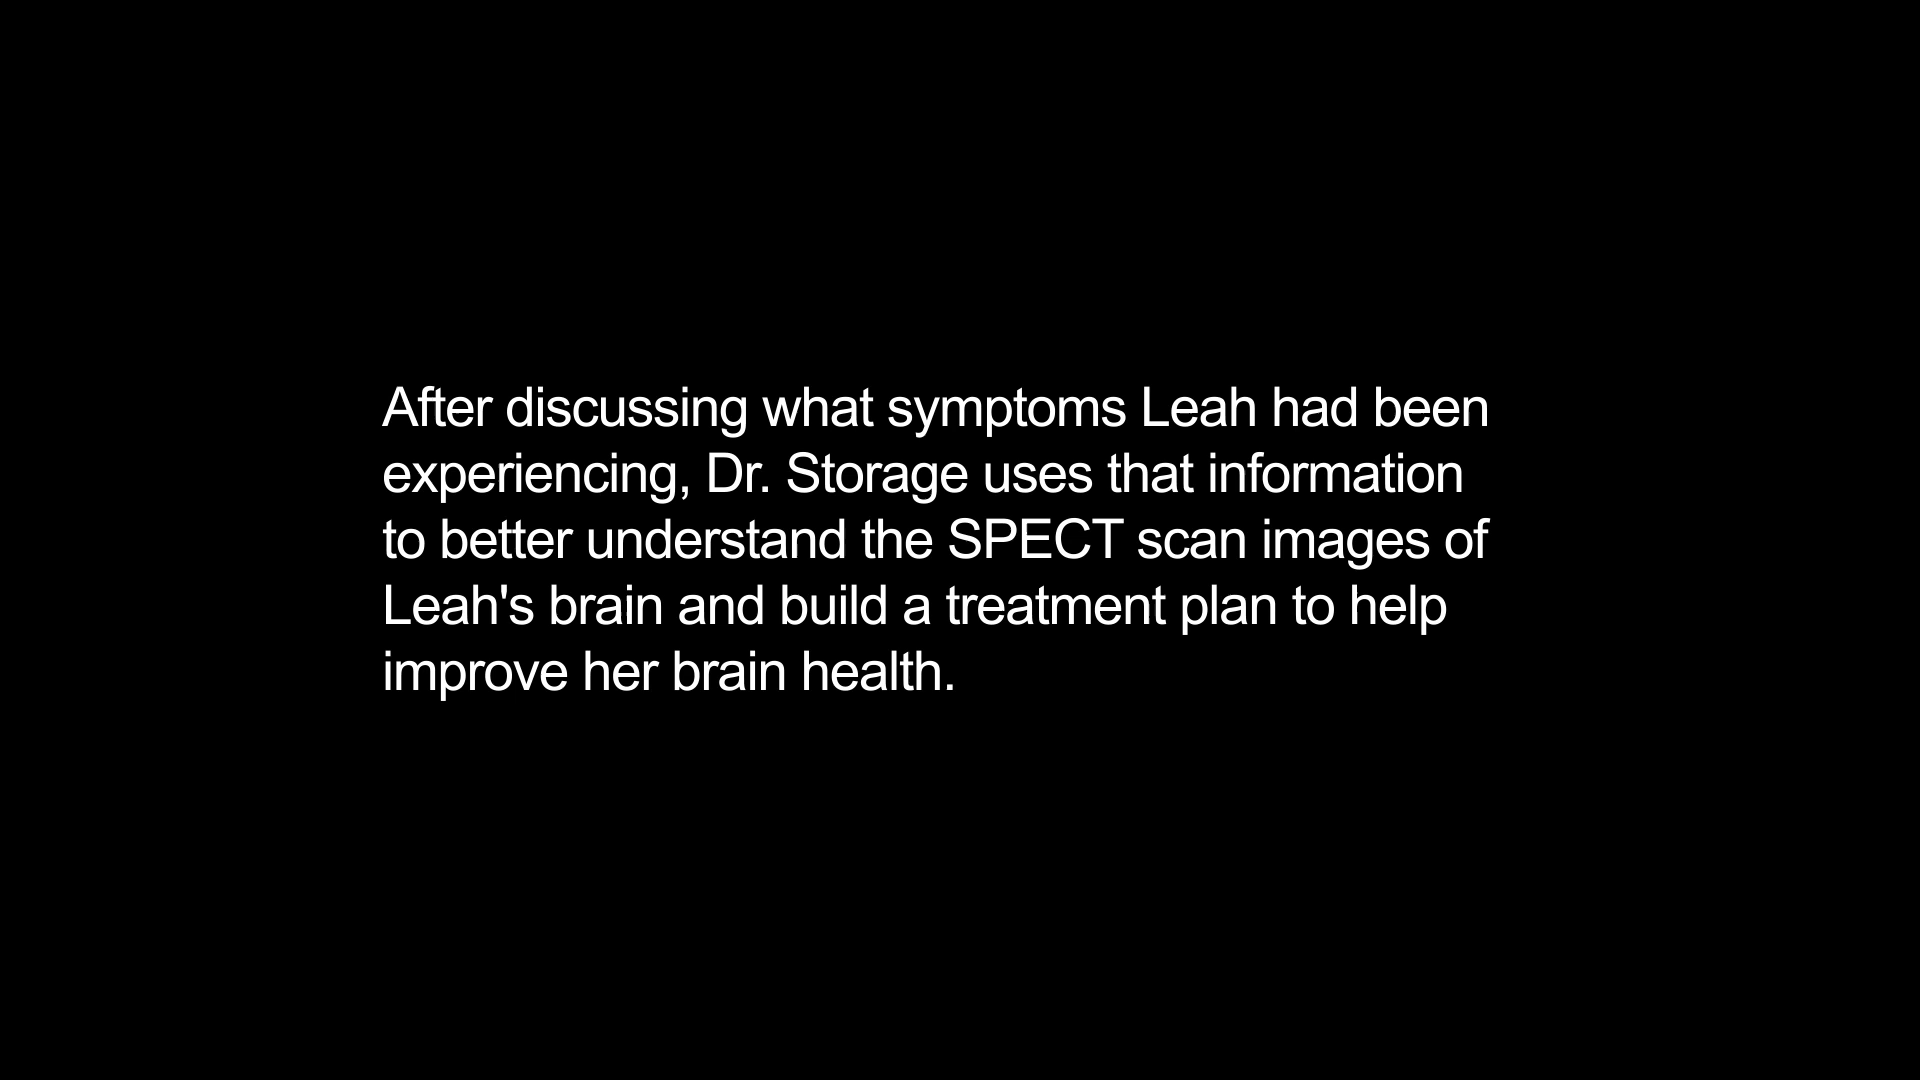 After discussing what symptoms Leah had been
experiencing, Dr. Storage uses that information
to better understand the SPECT scan images of
Leah's brain and build a treatment plan to help
improve her brain health.